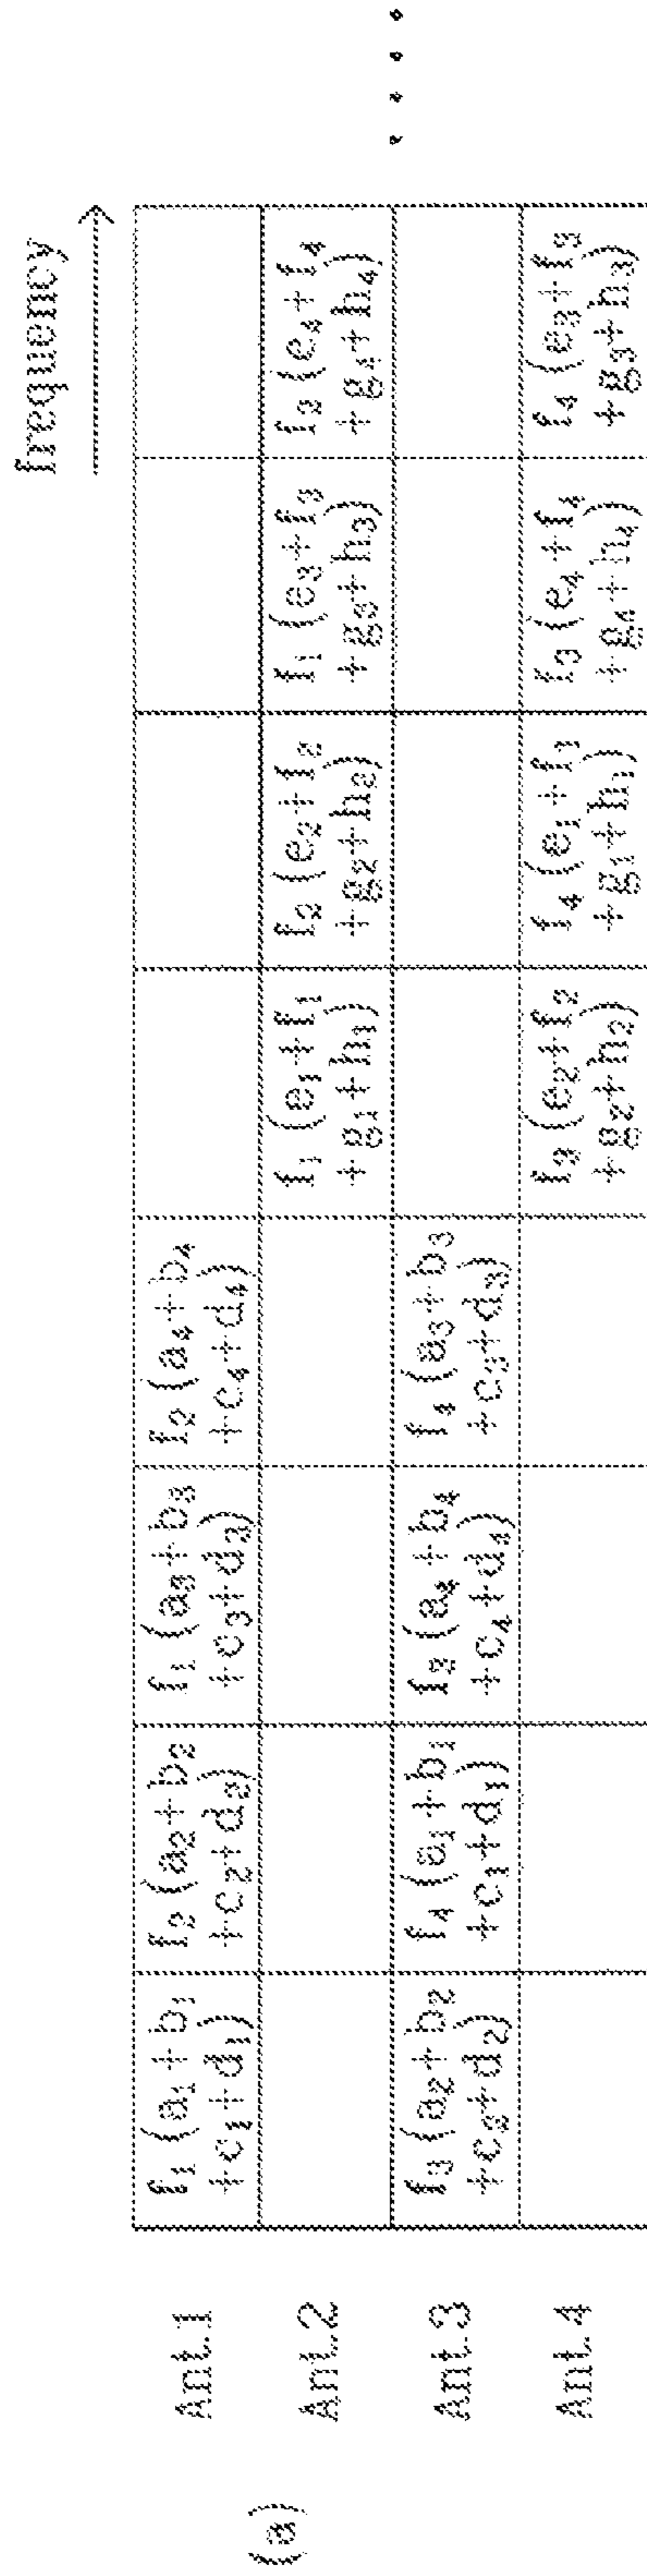 frequency
(a)
Ant.1
f₁(a₁+b₁
+c₁+d₁)
f₂(a₂+b₂
+c₂+d₂)
f₁(a₃+b₃
+c₃+d₃)
f₂(a₄+b₄
+c₄+d₄)
Ant.2
f₁(e₁+f₁
+g₁+h₁)
f₂(e₂+f₂
+g₂+h₂)
f₁(e₃+f₃
+g₃+h₃)
f₂(e₄+f₄
+g₄+h₄)
Ant.3
f₃(a₂+b₂
+c₂+d₂)
f₄(a₁+b₁
+c₁+d₁)
(a₄+b₄
+c₄+d₄)
f₄(a₃+b₃
+c₃+d₃)
Ant.4
f₃(e₂+f₂
+g₂+h₂)
f₄(e₁+f₁
+g₁+h₁)
f₃(e₄+f₄
+g₄+h₄)
f₄(e₃+f₃
+g₃+h₃)